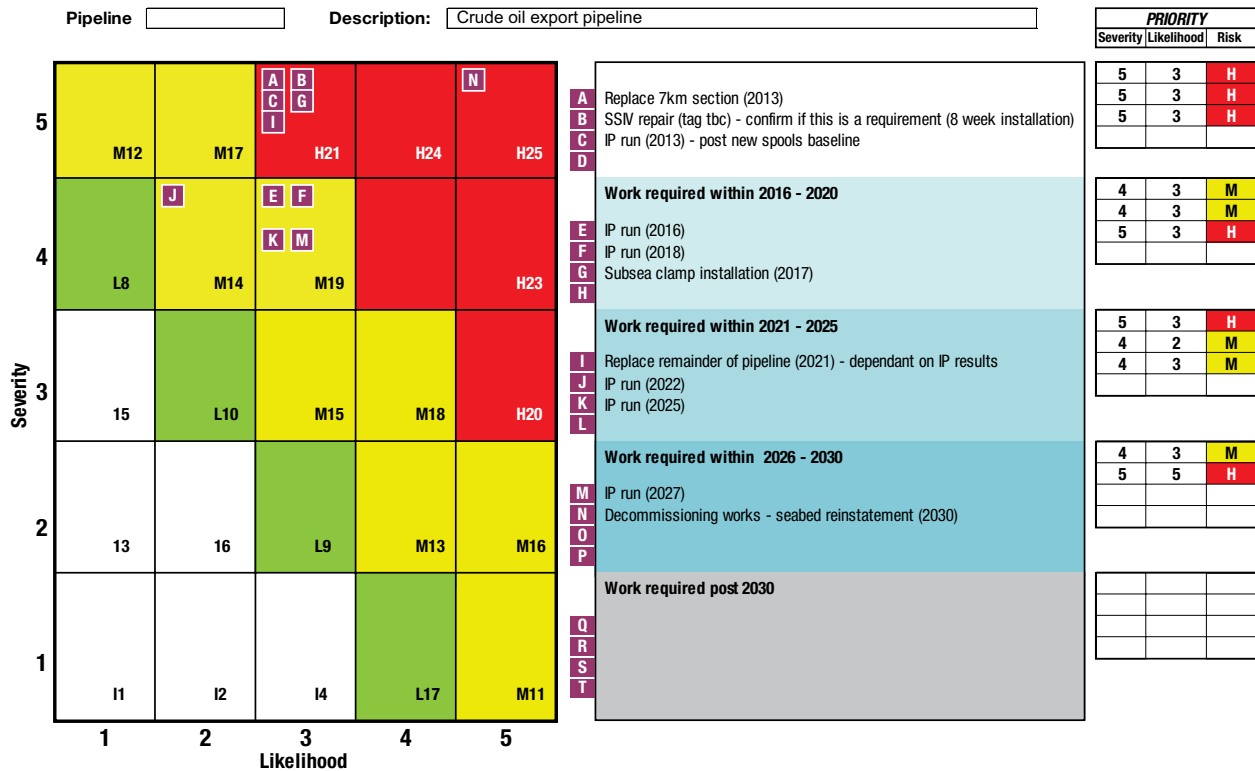 Pipeline
Description: Crude oil export pipeline
PRIORITY
Severity Likelihood Risk
5
A B N
C G
I
M12 M17 H21 H24 H25
4
J E F
K M
L8 M14 M19 H23
3
15 L10 M15 M18 H20
2
13 16 L9 M13 M16
1
I1 I2 I4 L17 M11
1 2 3 4 5
Severity
Likelihood
A Replace 7km section (2013) 5 3 H
B SSIV repair (tag tbc) - confirm if this is a requirement (8 week installation) 5 3 H
C IP run (2013) - post new spools baseline 5 3 H
D
Work required within 2016 - 2020
E IP run (2016) 4 3 M
F IP run (2018) 4 3 M
G Subsea clamp installation (2017) 5 3 H
H
Work required within 2021 - 2025
I Replace remainder of pipeline (2021) - dependant on IP results 5 3 H
J IP run (2022) 4 2 M
K IP run (2025) 4 3 M
L
Work required within 2026 - 2030
M IP run (2027) 4 3 M
N Decommissioning works - seabed reinstatement (2030) 5 5 H
O
P
Work required post 2030
Q
R
S
T